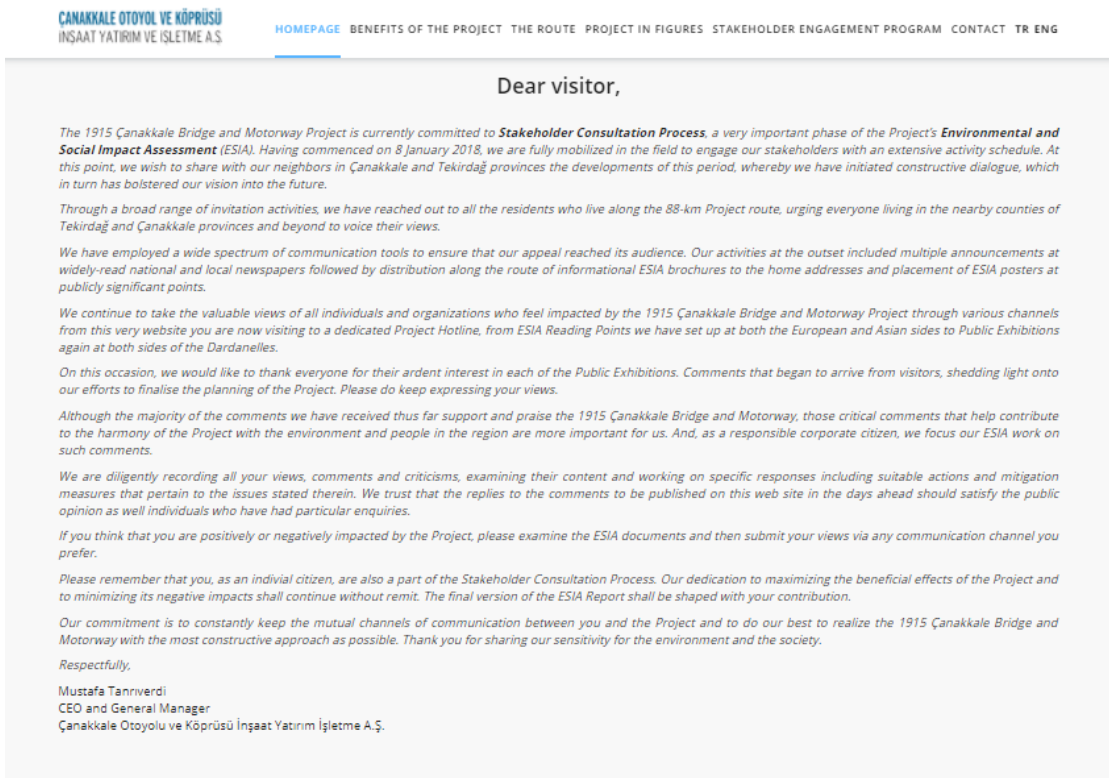 ÇANAKKALE OTOYOL VE KÖPRÜSÜ
İNŞAAT YATIRIM VE İŞLETME A.Ş.
HOMEPAGE BENEFITS OF THE PROJECT THE ROUTE PROJECT IN FIGURES STAKEHOLDER ENGAGEMENT PROGRAM CONTACT TR ENG
Dear visitor,
The 1915 Çanakkale Bridge and Motorway Project is currently committed to Stakeholder Consultation Process, a very important phase of the Project's Environmental and
Social Impact Assessment (ESIA). Having commenced on 8 January 2018, we are fully mobilized in the field to engage our stakeholders with an extensive activity schedule. At
this point, we wish to share with our neighbors in Çanakkale and Tekirdağ provinces the developments of this period, whereby we have initiated constructive dialogue, which
in turn has bolstered our vision into the future.
Through a broad range of invitation activities, we have reached out to all the residents who live along the 88-km Project route, urging everyone living in the nearby counties of
Tekirdağ and Çanakkale provinces and beyond to voice their views.
We have employed a wide spectrum of communication tools to ensure that our appeal reached its audience. Our activities at the outset included multiple announcements at
widely-read national and local newspapers followed by distribution along the route of informational ESIA brochures to the home addresses and placement of ESIA posters at
publicly significant points.
We continue to take the valuable views of all individuals and organizations who feel impacted by the 1915 Çanakkale Bridge and Motorway Project through various channels
from this very website you are now visiting to a dedicated Project Hotline, from ESIA Reading Points we have set up at both the European and Asian sides to Public Exhibitions
again at both sides of the Dardanelles.
On this occasion, we would like to thank everyone for their ardent interest in each of the Public Exhibitions. Comments that began to arrive from visitors, shedding light onto
our efforts to finalise the planning of the Project. Please do keep expressing your views.
Although the majority of the comments we have received thus far support and praise the 1915 Çanakkale Bridge and Motorway, those critical comments that help contribute
to the harmony of the Project with the environment and people in the region are more important for us. And, as a responsible corporate citizen, we focus our ESIA work on
such comments.
We are diligently recording all your views, comments and criticisms, examining their content and working on specific responses including suitable actions and mitigation
measures that pertain to the issues stated therein. We trust that the replies to the comments to be published on this web site in the days ahead should satisfy the public
opinion as well individuals who have had particular enquiries.
If you think that you are positively or negatively impacted by the Project, please examine the ESIA documents and then submit your views via any communication channel you
prefer.
Please remember that you, as an indivial citizen, are also a part of the Stakeholder Consultation Process. Our dedication to maximizing the beneficial effects of the Project and
to minimizing its negative impacts shall continue without remit. The final version of the ESIA Report shall be shaped with your contribution.
Our commitment is to constantly keep the mutual channels of communication between you and the Project and to do our best to realize the 1915 Çanakkale Bridge and
Motorway with the most constructive approach as possible. Thank you for sharing our sensitivity for the environment and the society.
Respectfully,
Mustafa Tanrıverdi
CEO and General Manager
Çanakkale Otoyolu ve Köprüsü İnşaat Yatırım İşletme A.Ş.